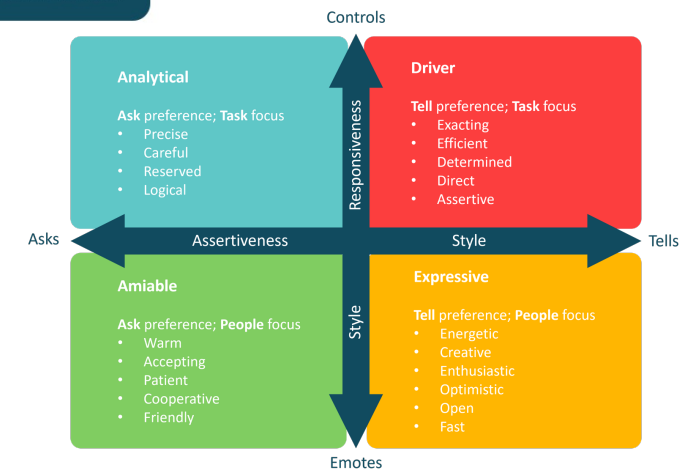 Controls
Analytical
Ask preference; Task focus
• Precise
• Careful
• Reserved
• Logical
Driver
Tell preference; Task focus
• Exacting
• Efficient
• Determined
• Direct
• Assertive
Responsiveness
Style
Asks
Assertiveness
Style
Tells
Amiable
Ask preference; People focus
• Warm
• Accepting
• Patient
• Cooperative
• Friendly
Expressive
Tell preference; People focus
• Energetic
• Creative
• Enthusiastic
• Optimistic
• Open
• Fast
Emotes